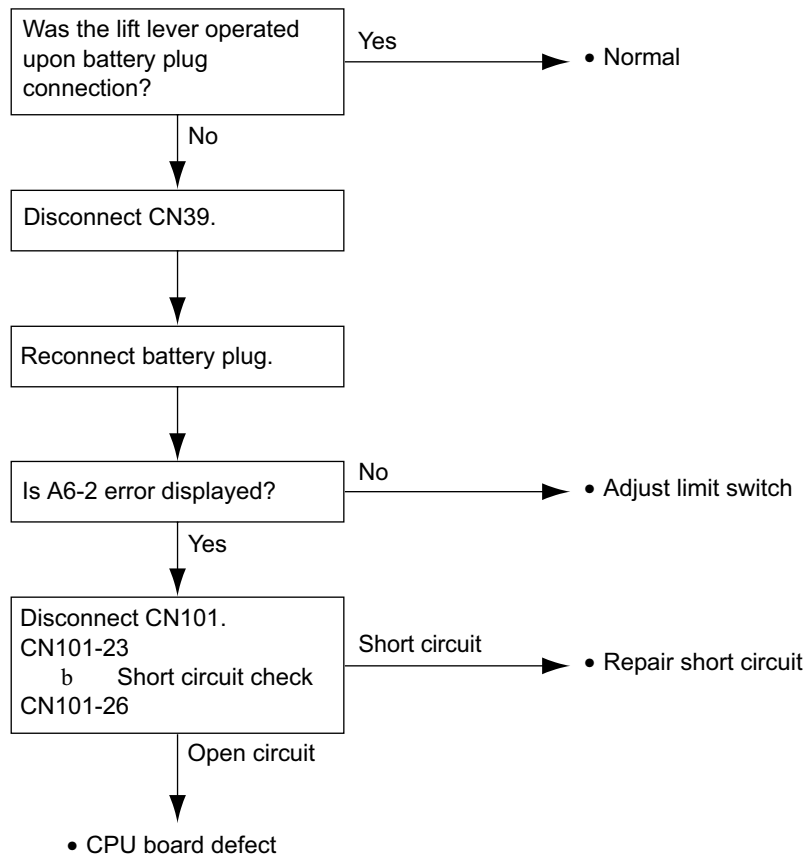 Was the lift lever operated
upon battery plug
connection?
Yes
• Normal
No
Disconnect CN39.
Reconnect battery plug.
Is A6-2 error displayed?
No
• Adjust limit switch
Yes
Disconnect CN101.
CN101-23
b Short circuit check
CN101-26
Short circuit
• Repair short circuit
Open circuit
• CPU board defect